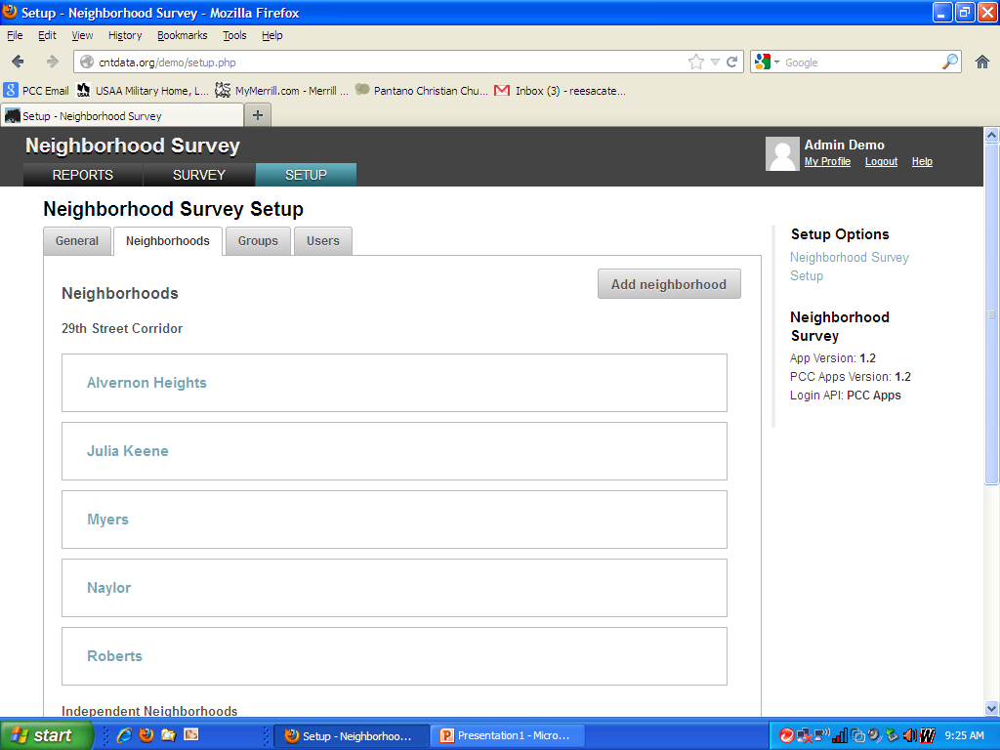 Setup - Neighborhood Survey - Mozilla Firefox
File Edit View History Bookmarks Tools Help
cntdata.org/demo/setup.php
Google
PCC Email USAA Military Home, L... MyMerrill.com - Merrill ... Pantano Christian Chu... Inbox (3) - reesacate...
Setup - Neighborhood Survey
Neighborhood Survey
Admin Demo
My Profile Logout Help
REPORTS SURVEY SETUP
Neighborhood Survey Setup
General Neighborhoods Groups Users
Neighborhoods
Add neighborhood
29th Street Corridor
Alvernon Heights
Julia Keene
Myers
Naylor
Roberts
Independent Neighborhoods
Setup Options
Neighborhood Survey
Setup
Neighborhood
Survey
App Version: 1.2
PCC Apps Version: 1.2
Login API: PCC Apps
start
Setup - Neighborhoo...
Presentation1 - Micro...
9:25 AM